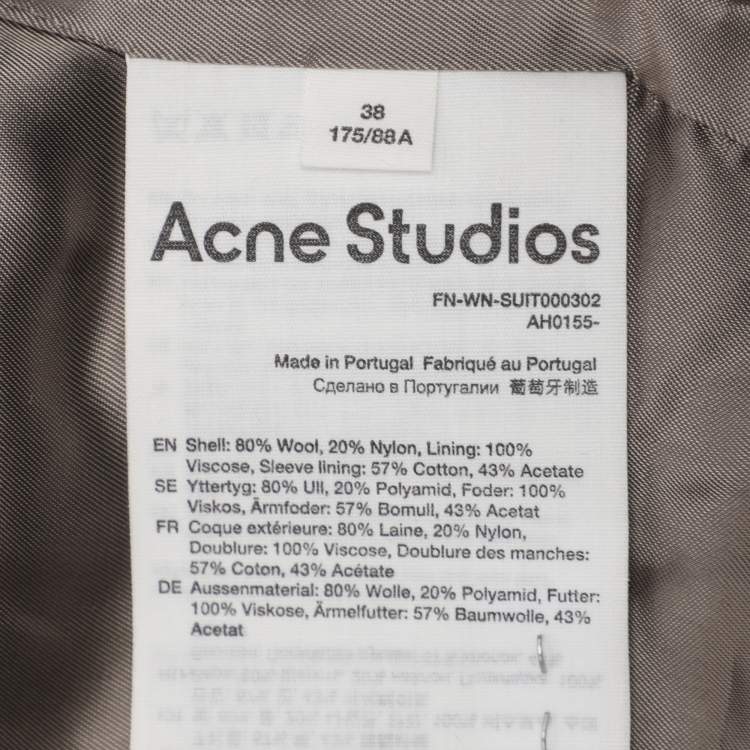 38
175/88A
Acne Studios
FN-WN-SUIT000302
AH0155-
Made in Portugal Fabriqué au Portugal
Сделано в Португалии 葡萄牙制造
EN Shell: 80% Wool, 20% Nylon, Lining: 100%
Viscose, Sleeve lining: 57% Cotton, 43% Acetate
SE Yttertyg: 80% Ull, 20% Polyamid, Foder: 100%
Viskos, Ärmfoder: 57% Bomull, 43% Acetat
FR Coque extérieure: 80% Laine, 20% Nylon,
Doublure: 100% Viscose, Doublure des manches:
57% Coton, 43% Acétate
DE Aussenmaterial: 80% Wolle, 20% Polyamid, Futter:
100% Viskose, Ärmelfutter: 57% Baumwolle, 43%
Acetat